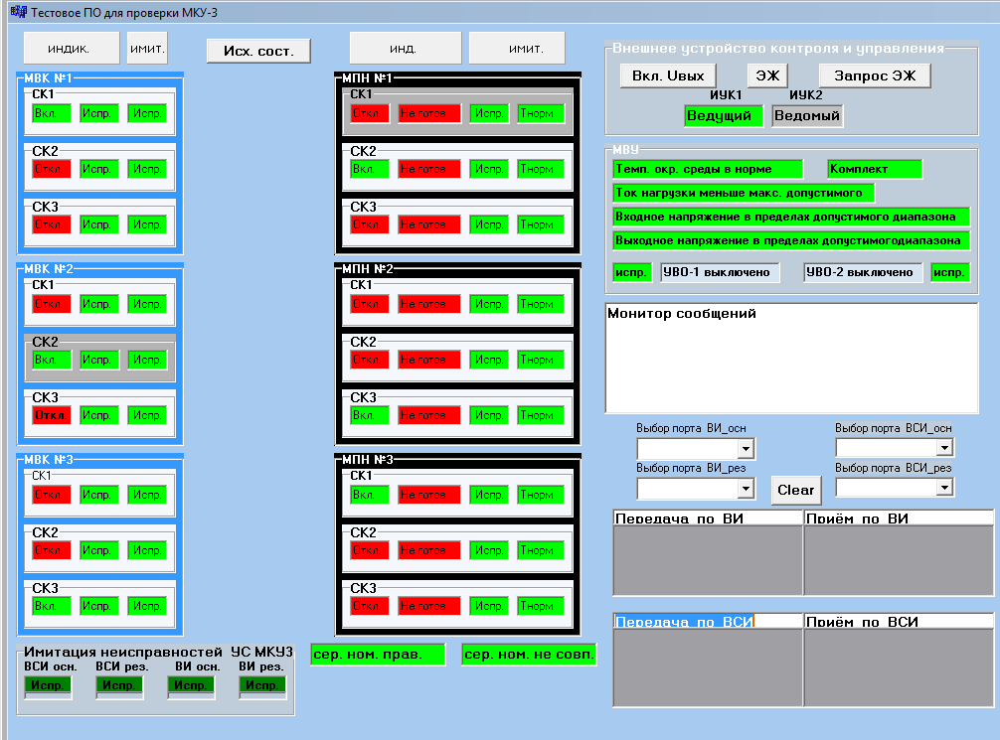 Тестовое ПО для проверки МКУ-3
индик.
имит.
Исх. сост.
инд.
имит.
МВК №1
СК1
Вкл. Испр. Испр.
СК2
Откл. Испр. Испр.
СК3
Откл. Испр. Испр.
МВК №2
СК1
Откл. Испр. Испр.
СК2
Вкл. Испр. Испр.
СК3
Откл. Испр. Испр.
МВК №3
СК1
Откл. Испр. Испр.
СК2
Откл. Испр. Испр.
СК3
Вкл. Испр. Испр.
МПН №1
СК1
Откл. Не готов Испр. Tнорм
СК2
Вкл. Не готов Испр. Tнорм
СК3
Откл. Не готов Испр. Tнорм
МПН №2
СК1
Откл. Не готов Испр. Tнорм
СК2
Откл. Не готов Испр. Tнорм
СК3
Вкл. Не готов Испр. Tнорм
МПН №3
СК1
Вкл. Не готов Испр. Tнорм
СК2
Откл. Не готов Испр. Tнорм
СК3
Откл. Не готов Испр. Tнорм
Имитация неисправностей УС МКУ3
ВСИ осн. ВСИ рез. ВИ осн. ВИ рез.
Испр. Испр. Испр. Испр.
сер. ном. прав.
сер. ном. не совп.
Внешнее устройство контроля и управления
Вкл. Uвых ЭЖ Запрос ЭЖ
ИУК1 ИУК2
Ведущий Ведомый
МВУ
Темп. окр. среды в норме Комплект
Ток нагрузки меньше макс. допустимого
Входное напряжение в пределах допустимого диапазона
Выходное напряжение в пределах допустимогодиапазона
испр. УВО-1 выключено УВО-2 выключено испр.
Монитор сообщений
Выбор порта ВИ_осн Выбор порта ВСИ_осн
Выбор порта ВИ_рез Выбор порта ВСИ_рез
Clear
Передача по ВИ Приём по ВИ
Передача по ВСИ Приём по ВСИ